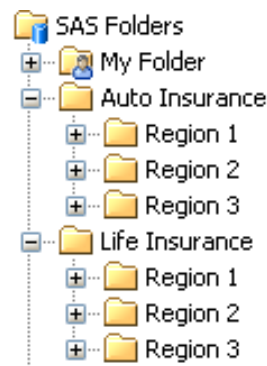 SAS Folders
My Folder
Auto Insurance
Region 1
Region 2
Region 3
Life Insurance
Region 1
Region 2
Region 3